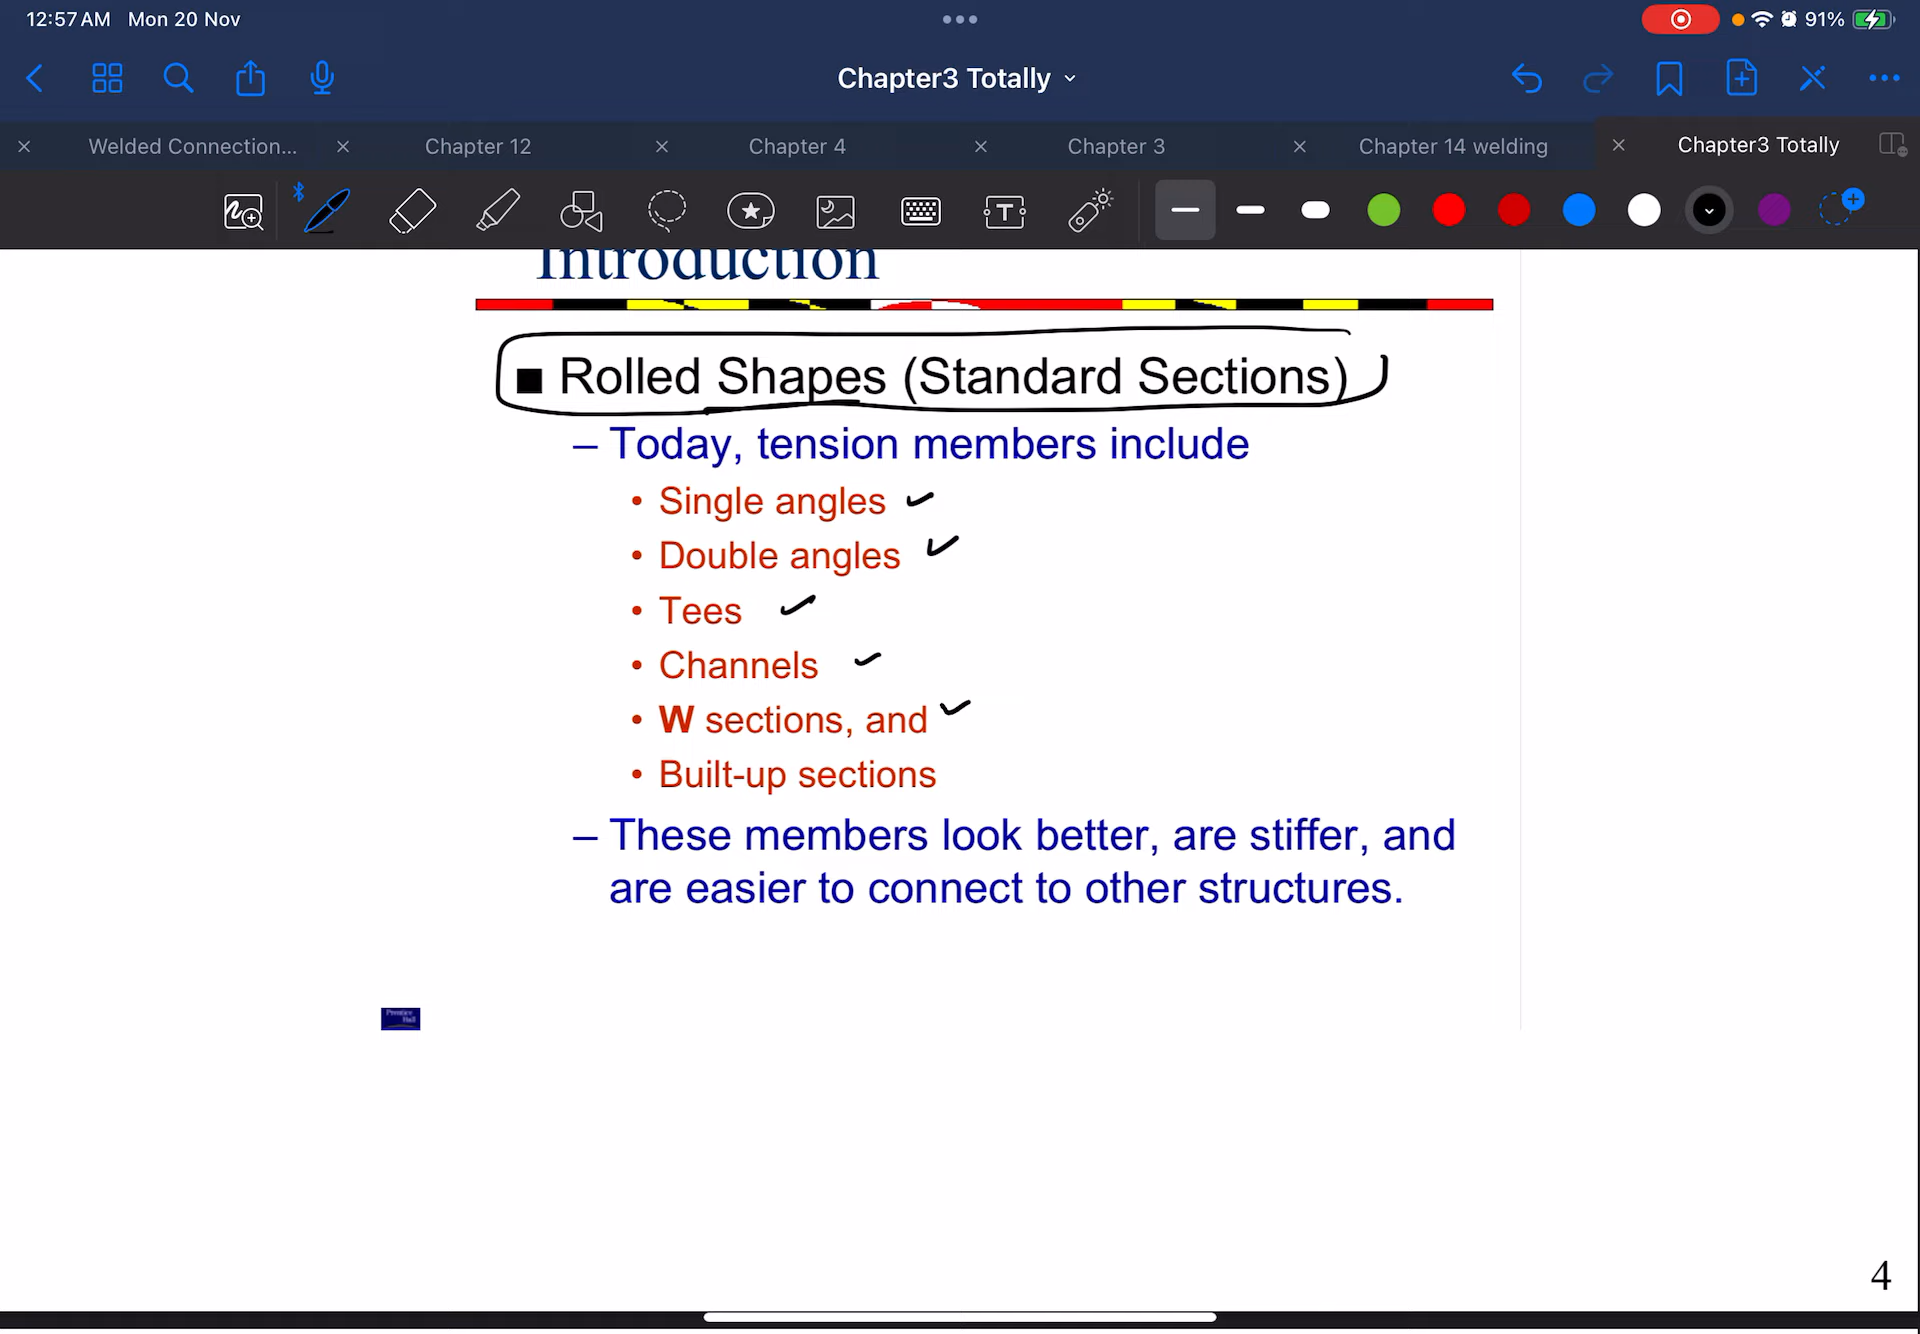 12:57 AM Mon 20 Nov
91%
Chapter3 Totally
Welded Connection...
Chapter 12
Chapter 4
Chapter 3
Chapter 14 welding
Chapter3 Totally
T
Introduction
■ Rolled Shapes (Standard Sections)
– Today, tension members include
• Single angles
• Double angles
• Tees
• Channels
• W sections, and
• Built-up sections
– These members look better, are stiffer, and
are easier to connect to other structures.
Prentice
Hall
4